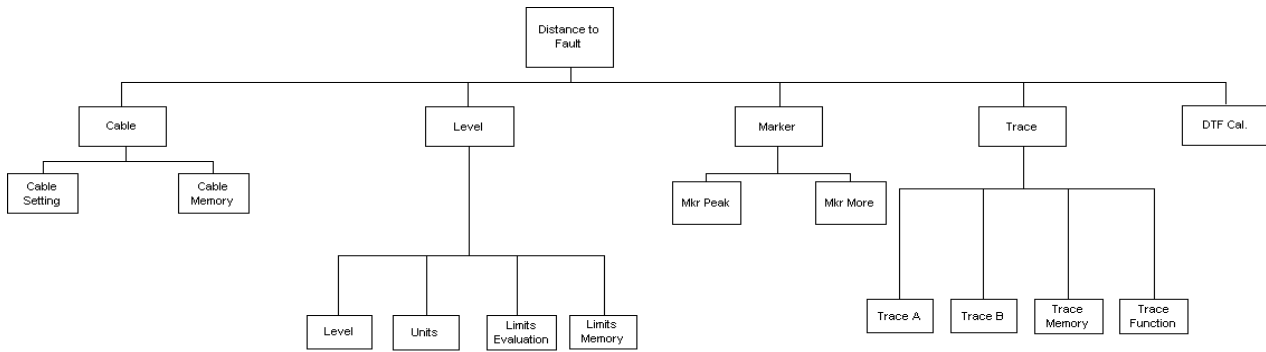 Distance to
Fault
Cable
Level
Marker
Trace
DTF Cal.
Cable
Setting
Cable
Memory
Mkr Peak
Mkr More
Level
Units
Limits
Evaluation
Limits
Memory
Trace A
Trace B
Trace
Memory
Trace
Function